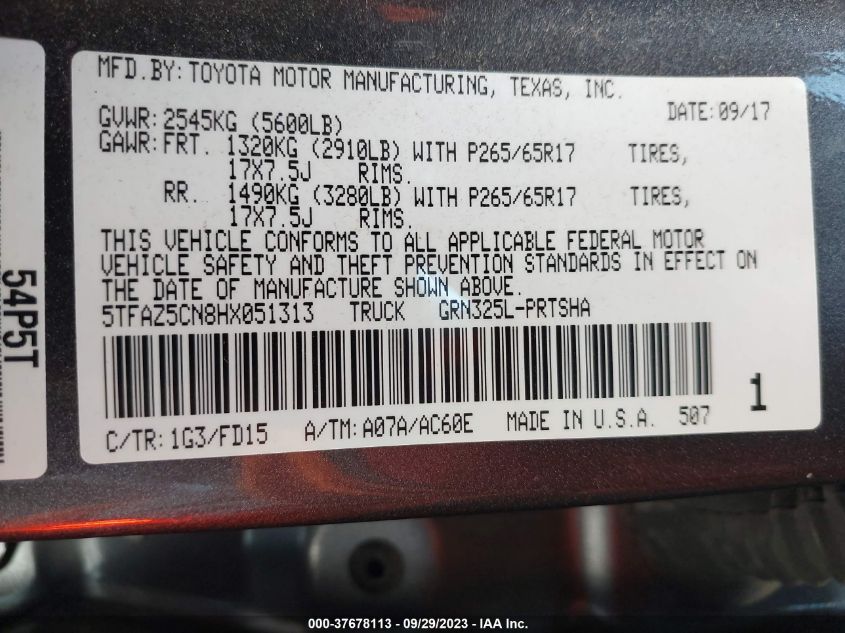 MFD.BY:TOYOTA MOTOR MANUFACTURING, TEXAS, INC.
DATE:09/17
GVWR:2545KG (5600LB)
GAWR:FRT. 1320KG (2910LB) WITH P265/65R17 TIRES,
17X7.5J RIMS.
RR. 1490KG (3280LB) WITH P265/65R17 TIRES,
17X7.5J RIMS.
THIS VEHICLE CONFORMS TO ALL APPLICABLE FEDERAL MOTOR
VEHICLE SAFETY AND THEFT PREVENTION STANDARDS IN EFFECT ON
THE DATE OF MANUFACTURE SHOWN ABOVE.
5TFAZ5CN8HX051313 TRUCK GRN325L-PRTSHA
1
C/TR:1G3/FD15 A/TM:A07A/AC60E MADE IN U.S.A. 507
54P5T
000-37678113 - 09/29/2023 - IAA Inc.